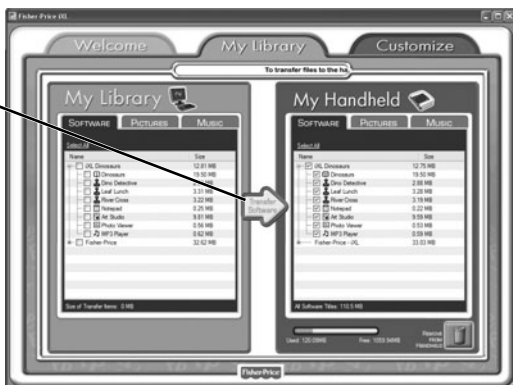 Fisher-Price iXL
Welcome
My Library
Customize
To transfer files to the ha
My Library
SOFTWARE PICTURES MUSIC
Select All
Name Size
iXL Dinosaurs 12.81 MB
Dinosaurs 19.50 MB
Dino Detective
Leaf Lunch 3.31 MB
River Cross 3.22 MB
Notepad 0.25 MB
Art Studio 9.81 MB
Photo Viewer 0.56 MB
MP3 Player 0.62 MB
Fisher-Price 32.62 MB
Size of Transfer Items: 0 MB
Transfer
Software
My Handheld
SOFTWARE PICTURES MUSIC
Select All
Name Size
iXL Dinosaurs 12.75 MB
Dinosaurs 19.50 MB
Dino Detective 2.88 MB
Leaf Lunch 3.28 MB
River Cross 3.19 MB
Notepad 0.22 MB
Art Studio 9.59 MB
Photo Viewer 0.53 MB
MP3 Player 0.59 MB
Fisher-Price - iXL 33.03 MB
All Software Titles: 110.5 MB
Used: 120.09MB Free: 1059.94MB
REMOVE
FROM
HANDHELD
Fisher-Price